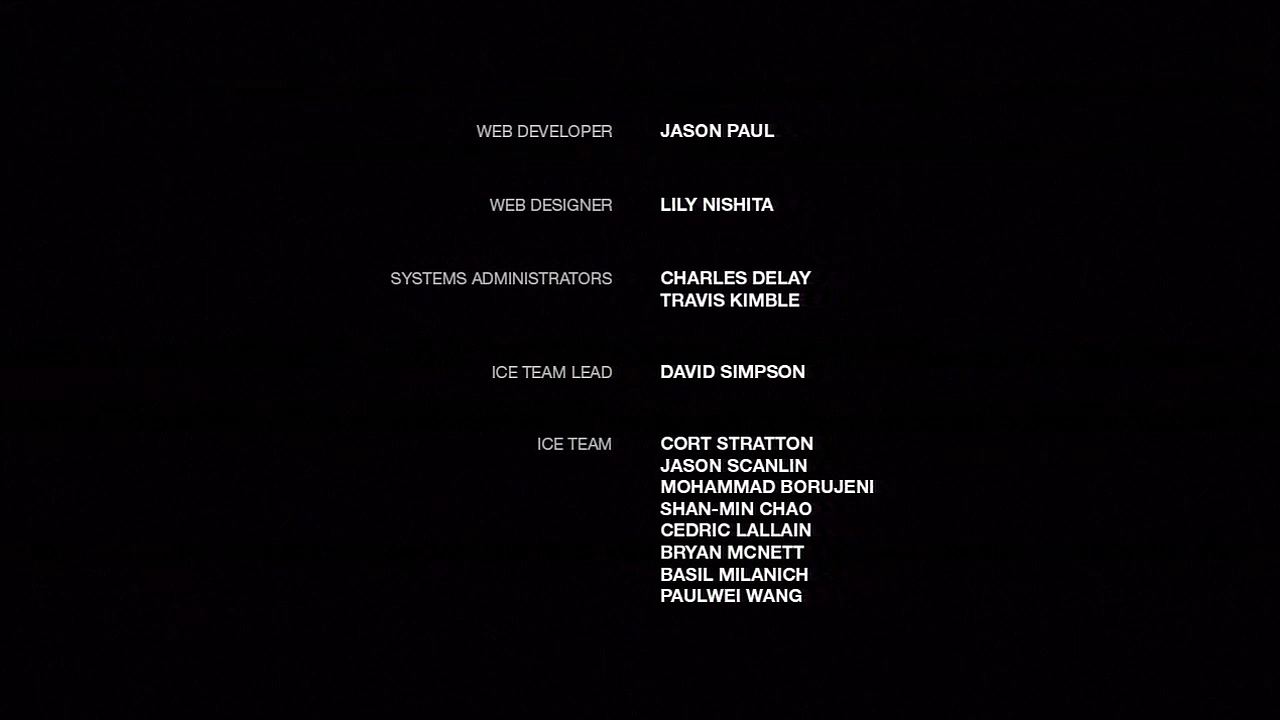 WEB DEVELOPER JASON PAUL
WEB DESIGNER LILY NISHITA
SYSTEMS ADMINISTRATORS CHARLES DELAY
TRAVIS KIMBLE
ICE TEAM LEAD DAVID SIMPSON
ICE TEAM CORT STRATTON
JASON SCANLIN
MOHAMMAD BORUJENI
SHAN-MIN CHAO
CEDRIC LALLAIN
BRYAN MCNETT
BASIL MILANICH
PAULWEI WANG